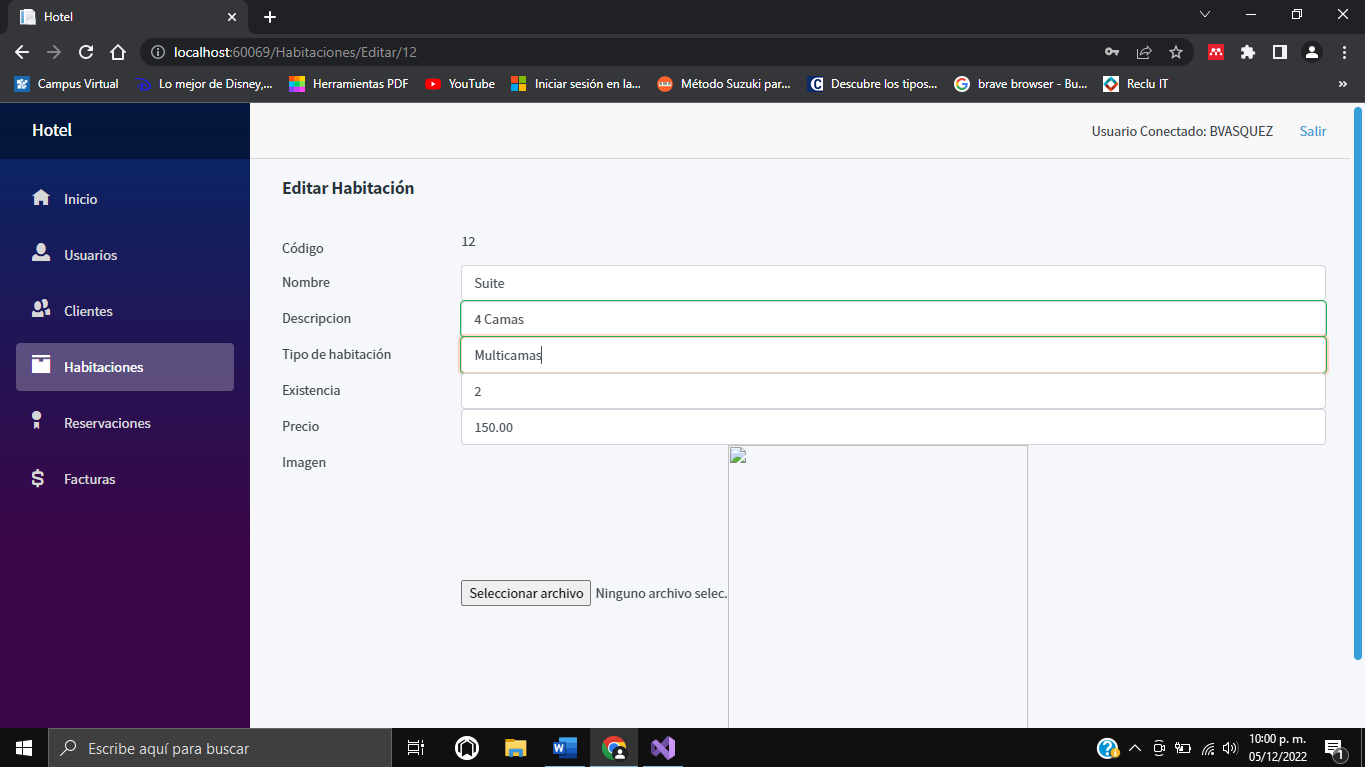 Hotel
localhost:60069/Habitaciones/Editar/12
Campus Virtual Lo mejor de Disney,... Herramientas PDF YouTube Iniciar sesión en la... Método Suzuki par... Descubre los tipos... brave browser - Bu... Reclu IT »
Hotel
Usuario Conectado: BVASQUEZ Salir
Inicio
Usuarios
Clientes
Habitaciones
Reservaciones
Facturas
Editar Habitación
Código 12
Nombre Suite
Descripcion 4 Camas
Tipo de habitación Multicamas
Existencia 2
Precio 150.00
Imagen
Seleccionar archivo Ninguno archivo selec.
Escribe aquí para buscar
10:00 p. m.
05/12/2022
1